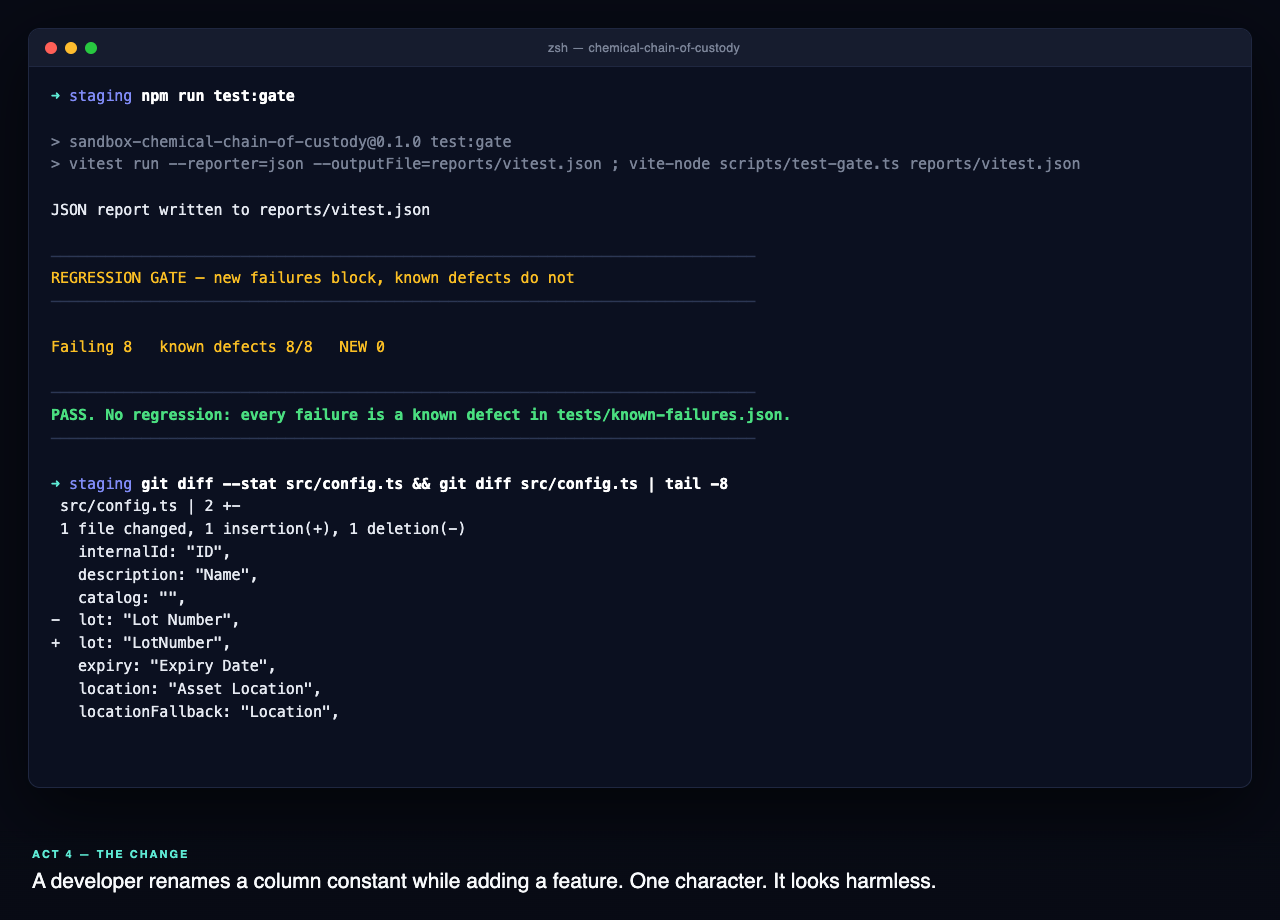 zsh — chemical-chain-of-custody
➜ staging npm run test:gate
> sandbox-chemical-chain-of-custody@0.1.0 test:gate
> vitest run --reporter=json --outputFile=reports/vitest.json ; vite-node scripts/test-gate.ts reports/vitest.json
JSON report written to reports/vitest.json
REGRESSION GATE — new failures block, known defects do not
Failing 8   known defects 8/8   NEW 0
PASS. No regression: every failure is a known defect in tests/known-failures.json.
➜ staging git diff --stat src/config.ts && git diff src/config.ts | tail -8
 src/config.ts | 2 +-
 1 file changed, 1 insertion(+), 1 deletion(-)
   internalId: "ID",
   description: "Name",
   catalog: "",
-  lot: "Lot Number",
+  lot: "LotNumber",
   expiry: "Expiry Date",
   location: "Asset Location",
   locationFallback: "Location",
ACT 4 — THE CHANGE
A developer renames a column constant while adding a feature. One character. It looks harmless.